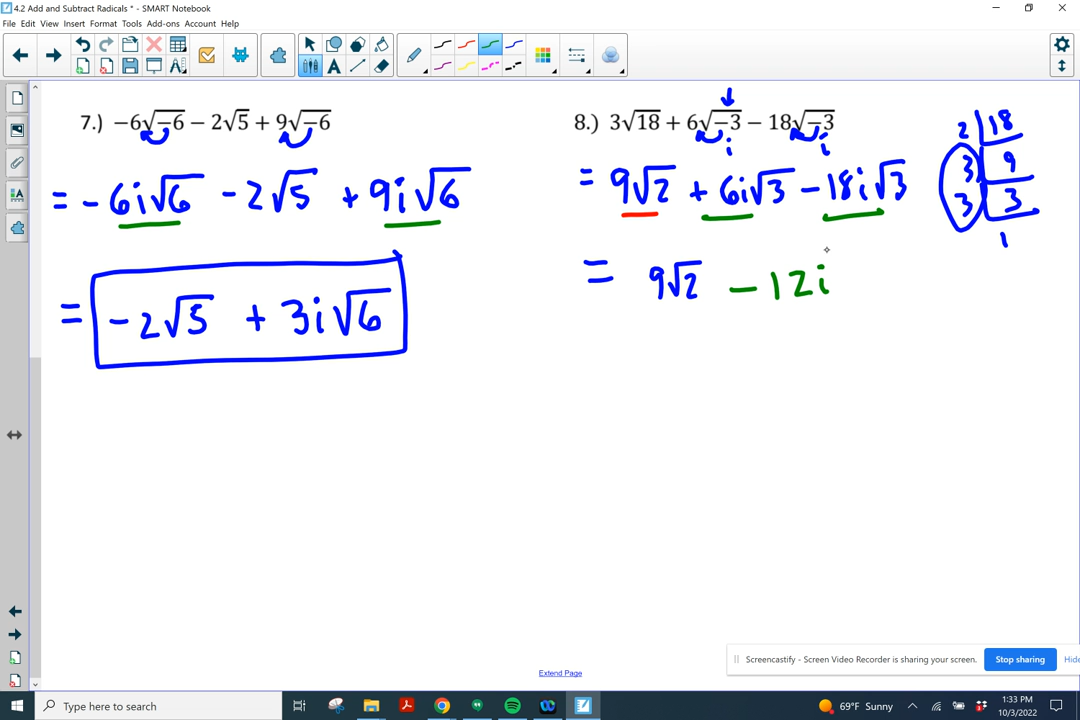 4.2 Add and Subtract Radicals * - SMART Notebook
File Edit View Insert Format Tools Add-ons Account Help
7.) −6√−6 − 2√5 + 9√−6
= - 6i√6 - 2√5 + 9i√6
= - 2√5 + 3i√6
8.) 3√18 + 6√−3 − 18√−3
i i
= 9√2 + 6i√3 - 18i√3
= 9√2 - 12i
2 18
3 9
3 3
1
Extend Page
Screencastify - Screen Video Recorder is sharing your screen. Stop sharing Hide
Type here to search
69°F Sunny
1:33 PM
10/3/2022